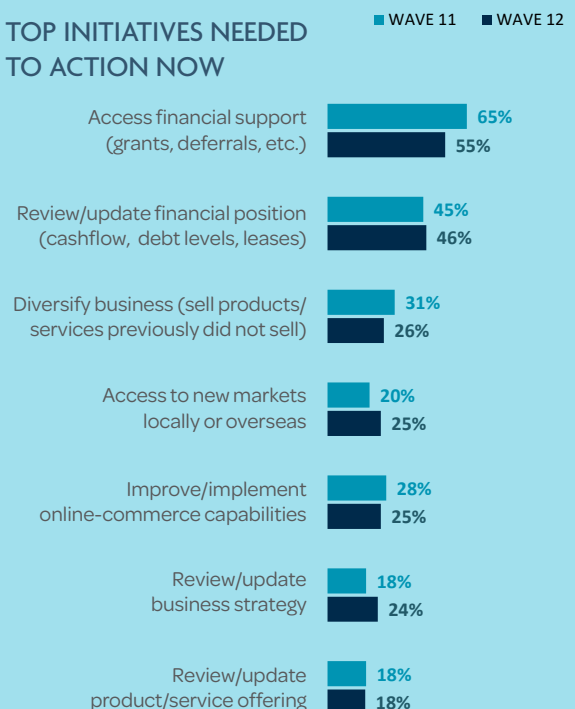 TOP INITIATIVES NEEDED
TO ACTION NOW
WAVE 11 WAVE 12
Access financial support
(grants, deferrals, etc.)
65%
55%
Review/update financial position
(cashflow, debt levels, leases)
45%
46%
Diversify business (sell products/
services previously did not sell)
31%
26%
Access to new markets
locally or overseas
20%
25%
Improve/implement
online-commerce capabilities
28%
25%
Review/update
business strategy
18%
24%
Review/update
product/service offering
18%
18%